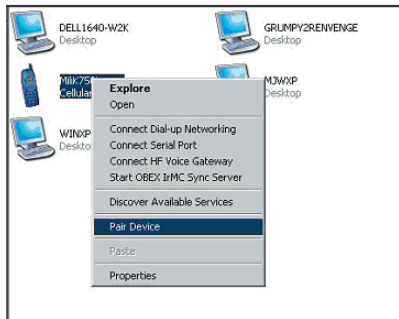 DELL1640-W2K
Desktop
GRUMPY2RENVENGE
Desktop
Cellular
MJWXP
Desktop
WINXP
Deskto
Explore
Open
Connect Dial-up Networking
Connect Serial Port
Connect HF Voice Gateway
Start OBEX IrMC Sync Server
Discover Available Services
Pair Device
Paste
Properties